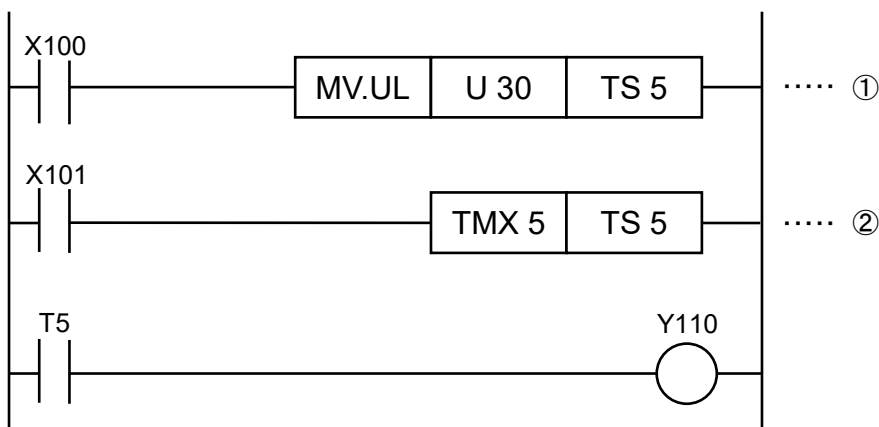 X100
MV.UL U 30 TS 5 ····· ①
X101
TMX 5 TS 5 ····· ②
T5 Y110